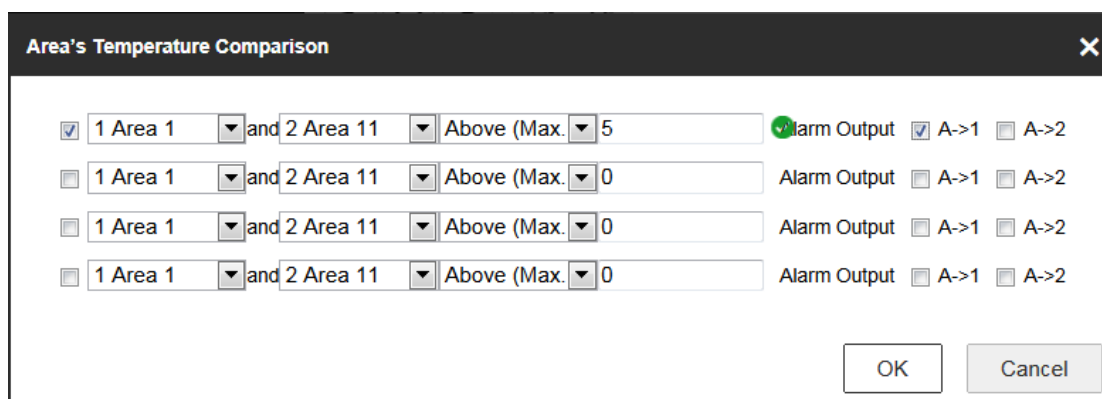 Area's Temperature Comparison
1 Area 1 and 2 Area 11 Above (Max. 5 Alarm Output A->1 A->2
1 Area 1 and 2 Area 11 Above (Max. 0 Alarm Output A->1 A->2
1 Area 1 and 2 Area 11 Above (Max. 0 Alarm Output A->1 A->2
1 Area 1 and 2 Area 11 Above (Max. 0 Alarm Output A->1 A->2
OK Cancel